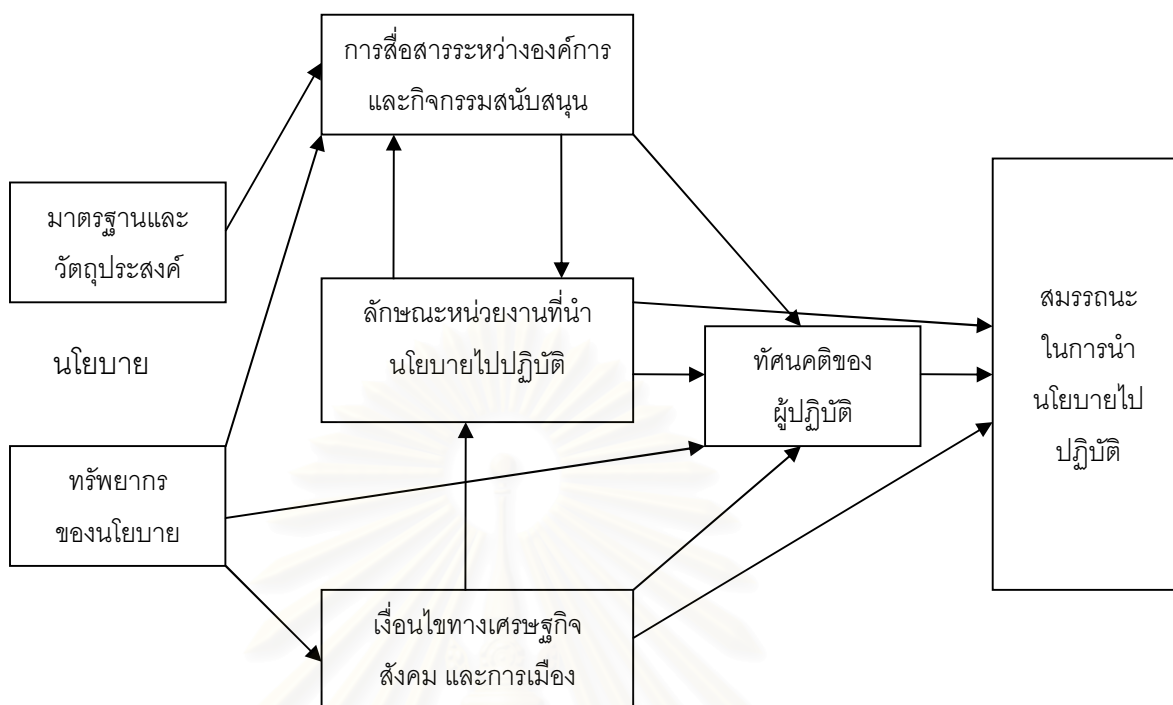 การสื่อสารระหว่างองค์การ
และกิจกรรมสนับสนุน
มาตรฐานและ
วัตถุประสงค์
นโยบาย
ลักษณะหน่วยงานที่นำ
นโยบายไปปฏิบัติ
ทัศนคติของ
ผู้ปฏิบัติ
สมรรถนะ
ในการนำ
นโยบายไป
ปฏิบัติ
ทรัพยากร
ของนโยบาย
เงื่อนไขทางเศรษฐกิจ
สังคม และการเมือง